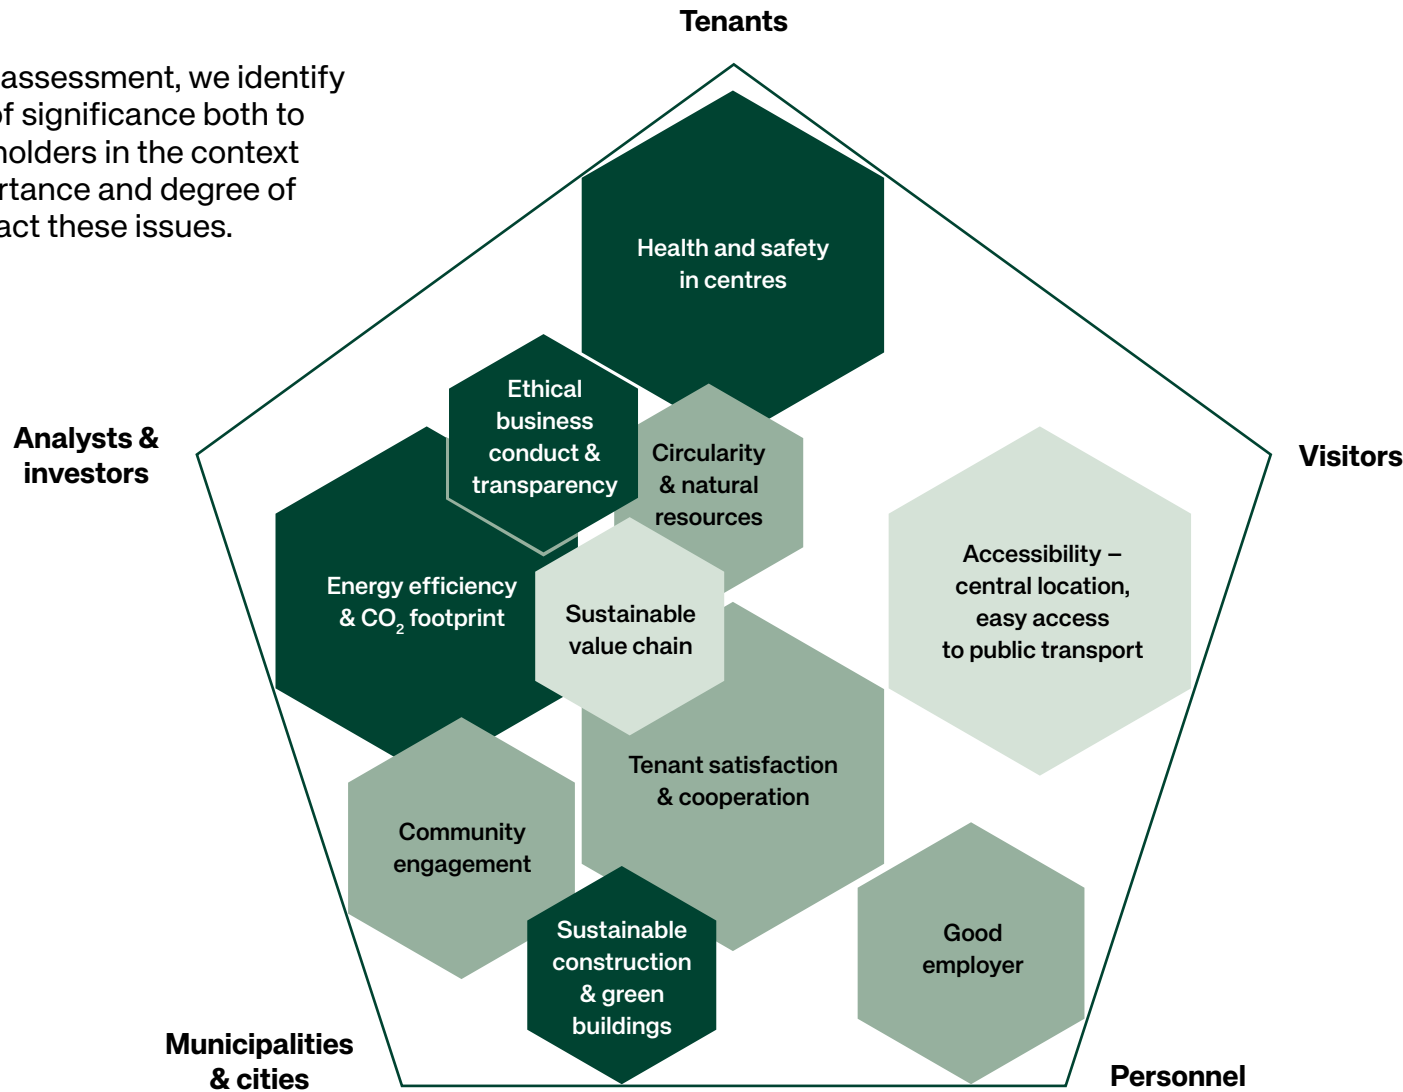 Tenants
assessment, we identify
of significance both to
holders in the context
rtance and degree of
act these issues.
Health and safety
in centres
Ethical
business
conduct &
transparency
Analysts &
investors
Circularity
& natural
resources
Visitors
Energy efficiency
& CO₂ footprint
Sustainable
value chain
Accessibility –
central location,
easy access
to public transport
Tenant satisfaction
& cooperation
Community
engagement
Sustainable
construction
& green
buildings
Good
employer
Municipalities
& cities
Personnel